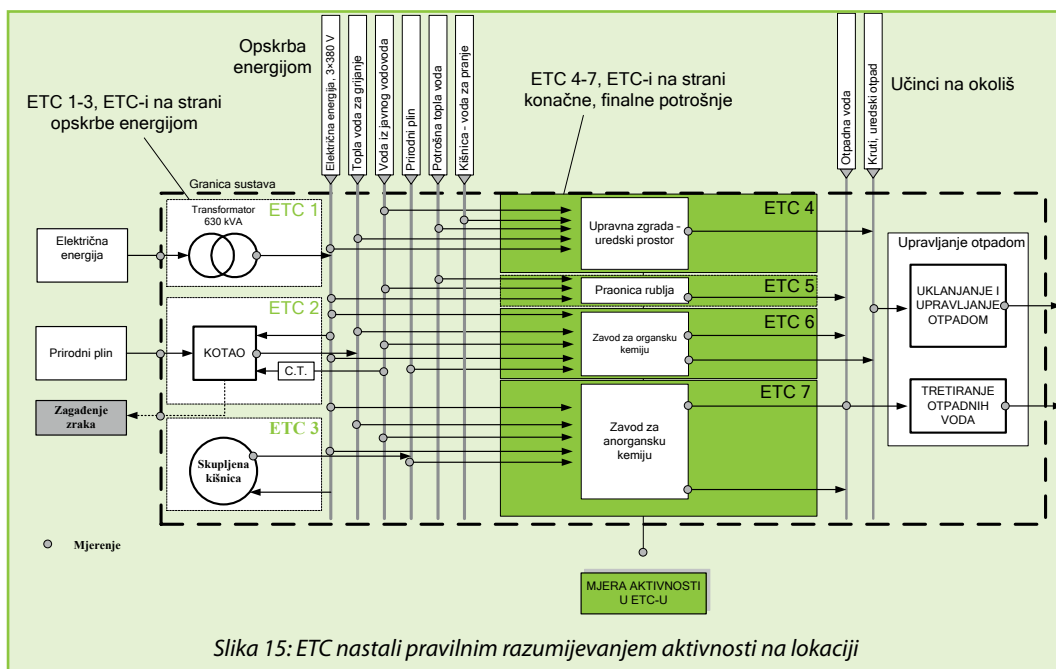 Opskrba
energijom
ETC 1-3, ETC-i na strani
opskrbe energijom
Električna energija, 3×380 V
Topla voda za grijanje
Voda iz javnog vodovoda
Prirodni plin
Potrošna topla voda
Kišnica - voda za pranje
ETC 4-7, ETC-i na strani
konačne, finalne potrošnje
Otpadna voda
Kruti, uredski otpad
Učinci na okoliš
Granica sustava
Transformator
630 kVA
ETC 1
Električna
energija
ETC 2
Prirodni plin
KOTAO
C.T.
Zagađenje
zraka
ETC 3
Skupljena
kišnica
ETC 4
Upravna zgrada -
uredski prostor
ETC 5
Praonica rublja
ETC 6
Zavod za organsku
kemiju
ETC 7
Zavod za
anorgansku
kemiju
Upravljanje otpadom
UKLANJANJE I
UPRAVLJANJE
OTPADOM
TRETIRANJE
OTPADNIH
VODA
Mjerenje
MJERA AKTIVNOSTI
U ETC-U
Slika 15: ETC nastali pravilnim razumijevanjem aktivnosti na lokaciji